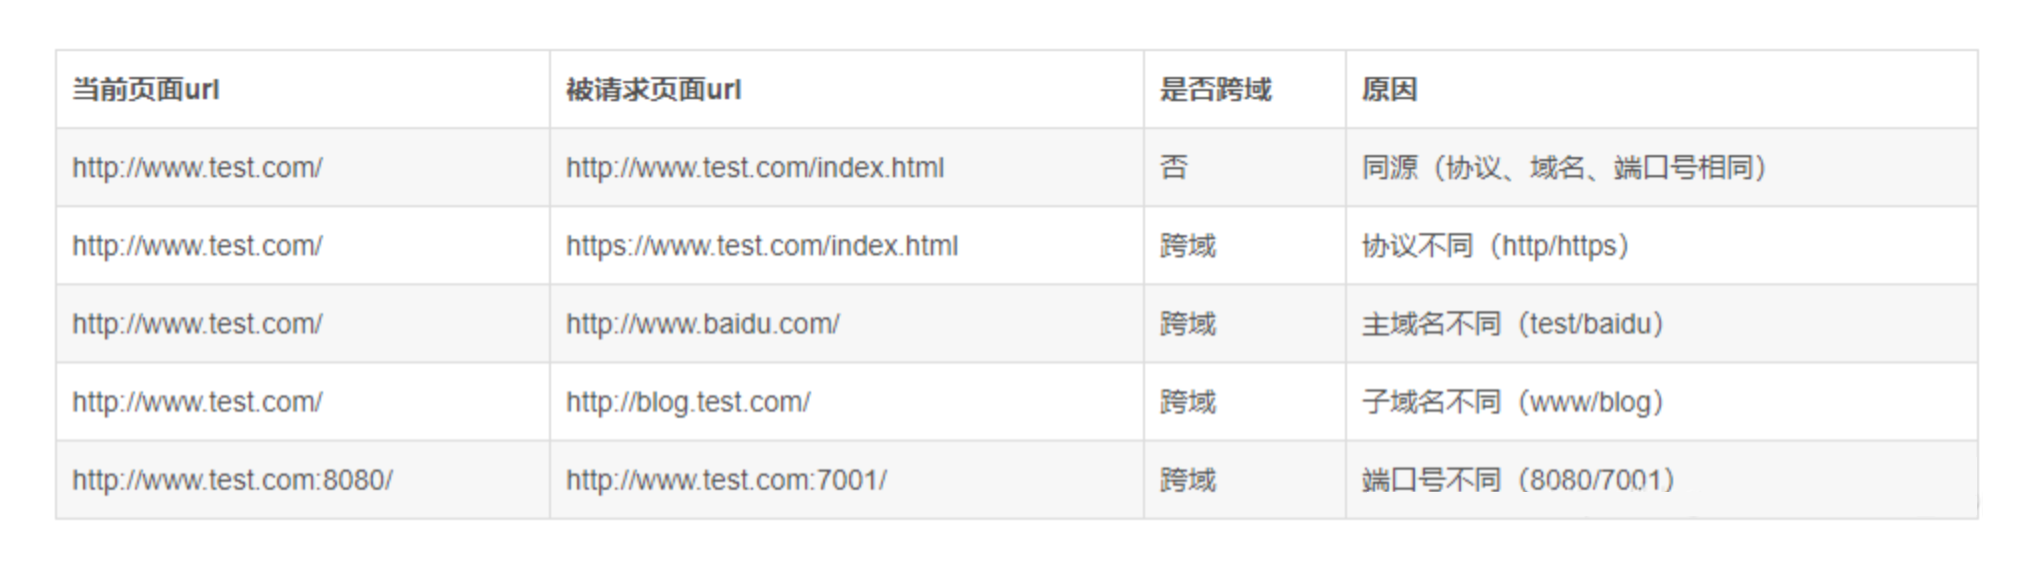 当前页面url 被请求页面url 是否跨域 原因
http://www.test.com/ http://www.test.com/index.html 否 同源（协议、域名、端口号相同）
http://www.test.com/ https://www.test.com/index.html 跨域 协议不同（http/https）
http://www.test.com/ http://www.baidu.com/ 跨域 主域名不同（test/baidu）
http://www.test.com/ http://blog.test.com/ 跨域 子域名不同（www/blog）
http://www.test.com:8080/ http://www.test.com:7001/ 跨域 端口号不同（8080/7001）